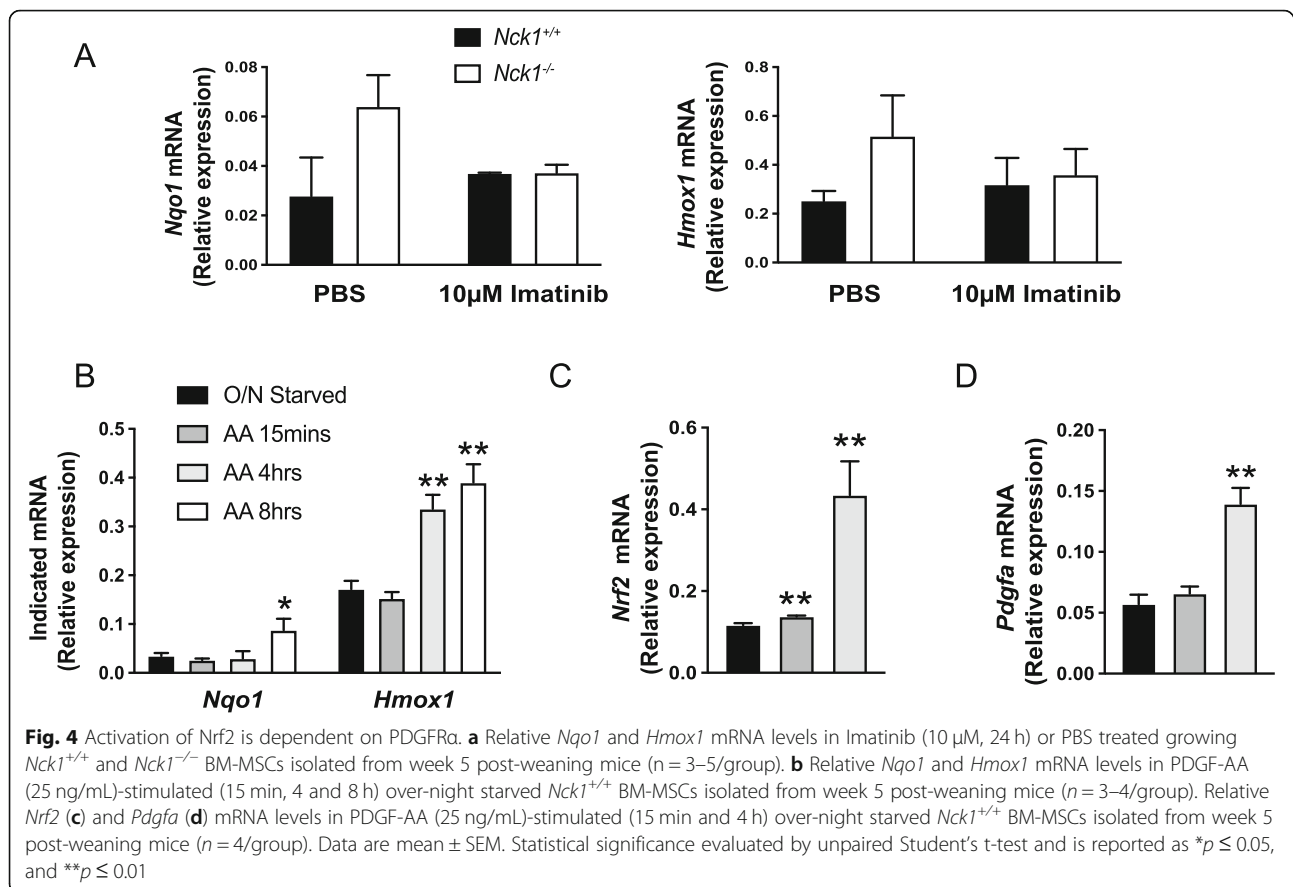 A
Nck1+/+
Nck1-/-
Nqo1 mRNA
(Relative expression)
0.08
0.06
0.04
0.02
0.00
PBS
10µM Imatinib
Hmox1 mRNA
(Relative expression)
0.8
0.6
0.4
0.2
0.0
PBS
10µM Imatinib
B
O/N Starved
AA 15mins
AA 4hrs
AA 8hrs
Indicated mRNA
(Relative expression)
0.5
0.4
0.3
0.2
0.1
0.0
*
**
**
Nqo1
Hmox1
C
Nrf2 mRNA
(Relative expression)
0.6
0.4
0.2
0.0
**
**
D
Pdgfa mRNA
(Relative expression)
0.20
0.15
0.10
0.05
0.00
**
Fig. 4 Activation of Nrf2 is dependent on PDGFRα. a Relative Nqo1 and Hmox1 mRNA levels in Imatinib (10 μM, 24 h) or PBS treated growing
Nck1+/+ and Nck1−/− BM-MSCs isolated from week 5 post-weaning mice (n = 3–5/group). b Relative Nqo1 and Hmox1 mRNA levels in PDGF-AA
(25 ng/mL)-stimulated (15 min, 4 and 8 h) over-night starved Nck1+/+ BM-MSCs isolated from week 5 post-weaning mice (n = 3–4/group). Relative
Nrf2 (c) and Pdgfa (d) mRNA levels in PDGF-AA (25 ng/mL)-stimulated (15 min and 4 h) over-night starved Nck1+/+ BM-MSCs isolated from week 5
post-weaning mice (n = 4/group). Data are mean ± SEM. Statistical significance evaluated by unpaired Student's t-test and is reported as *p ≤ 0.05,
and **p ≤ 0.01